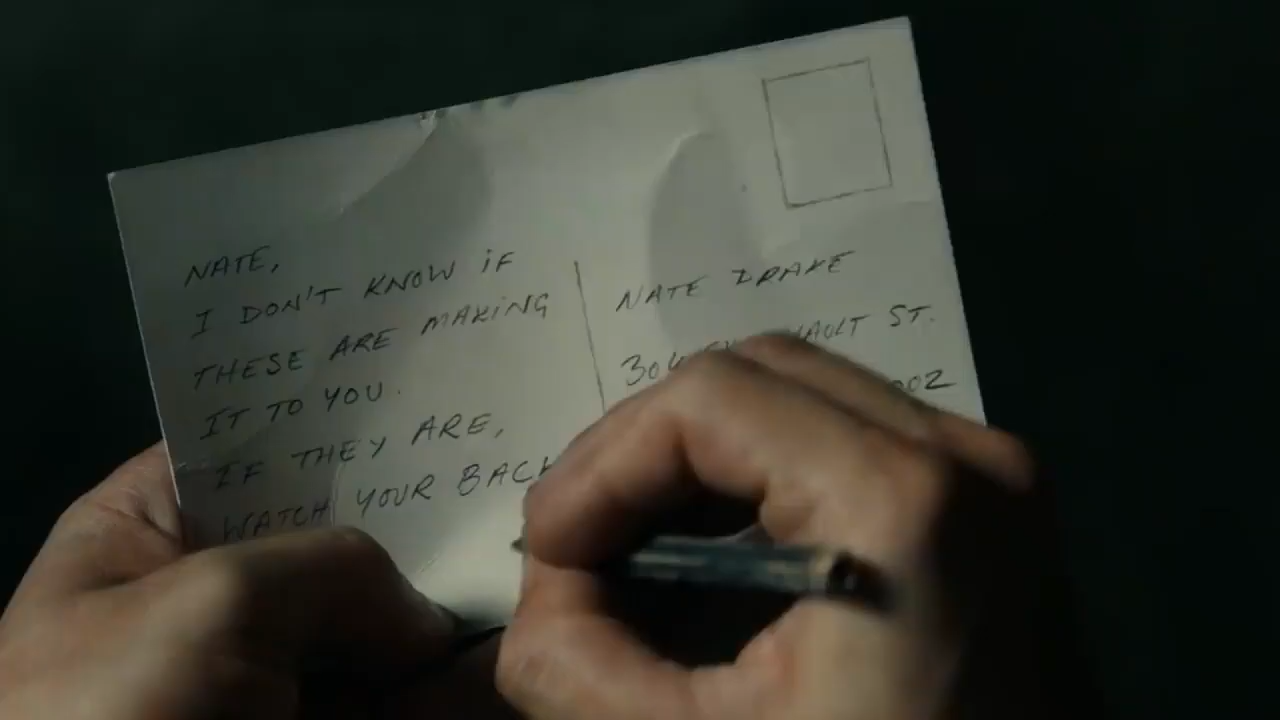 NATE,
I DON'T KNOW IF
THESE ARE MAKING
IT TO YOU.
IF THEY ARE,
WATCH YOUR BACK
NATE DRAKE
ST.